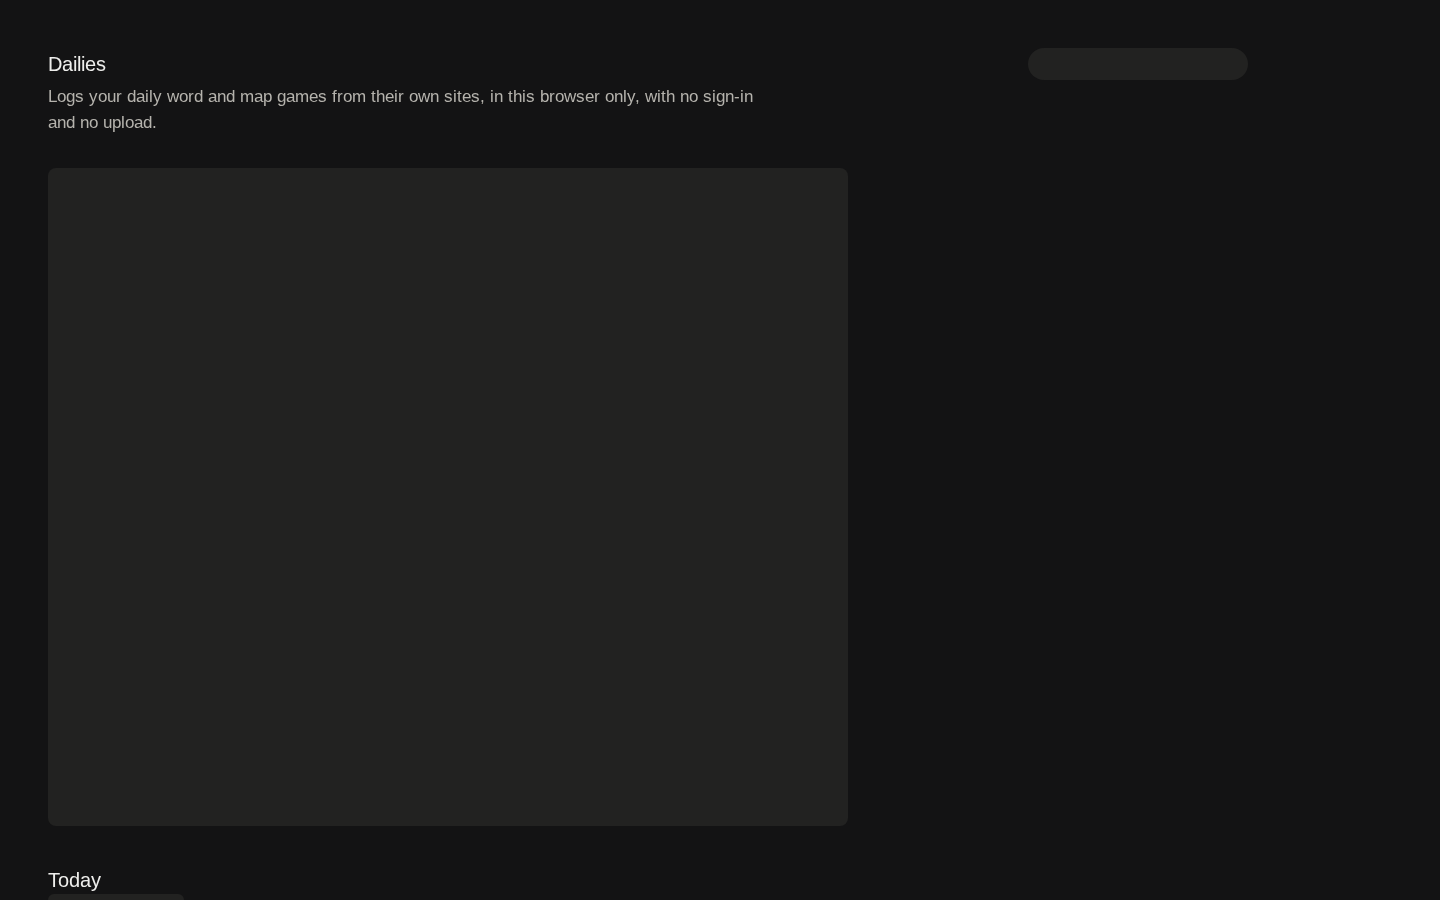 Dailies
Logs your daily word and map games from their own sites, in this browser only, with no sign-in
and no upload.
Today